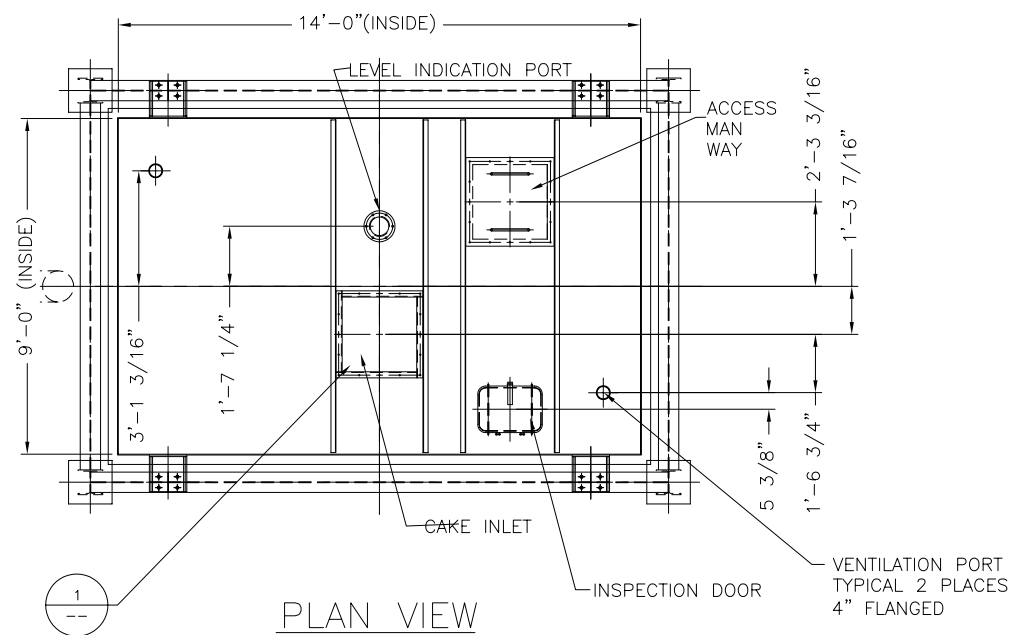 14'-0"(INSIDE)
LEVEL INDICATION PORT
ACCESS
MAN
WAY
2'-3 3/16"
1'-3 7/16"
9'-0" (INSIDE)
3'-1 3/16"
1'-7 1/4"
5 3/8"
1'-6 3/4"
CAKE INLET
INSPECTION DOOR
VENTILATION PORT
TYPICAL 2 PLACES
4" FLANGED
1
--
PLAN VIEW